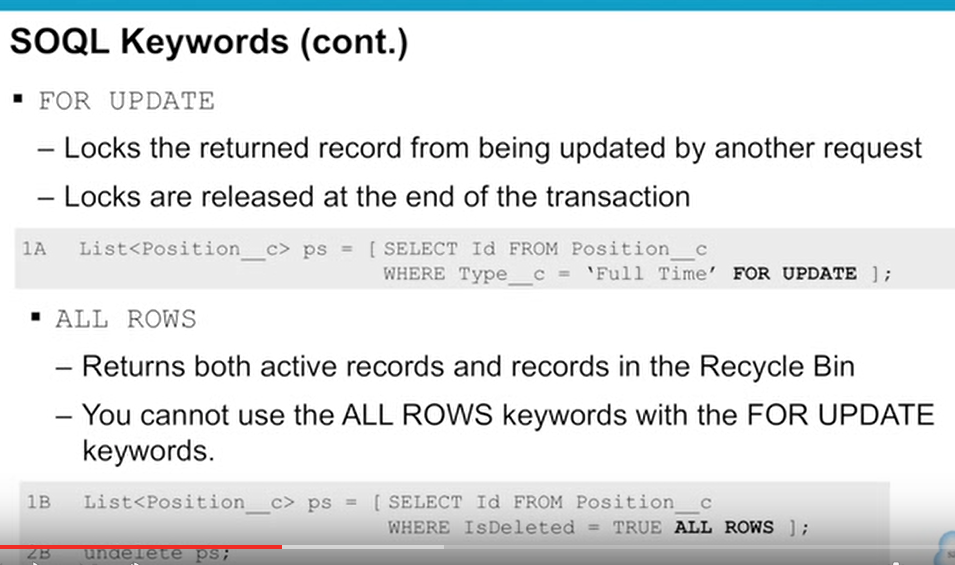 SOQL Keywords (cont.)
▪ FOR UPDATE
– Locks the returned record from being updated by another request
– Locks are released at the end of the transaction
1A List<Position__c> ps = [ SELECT Id FROM Position__c
WHERE Type__c = ‛Full Time′ FOR UPDATE ];
▪ ALL ROWS
– Returns both active records and records in the Recycle Bin
– You cannot use the ALL ROWS keywords with the FOR UPDATE
keywords.
1B List<Position__c> ps = [ SELECT Id FROM Position__c
WHERE IsDeleted = TRUE ALL ROWS ];
2B undelete ps;